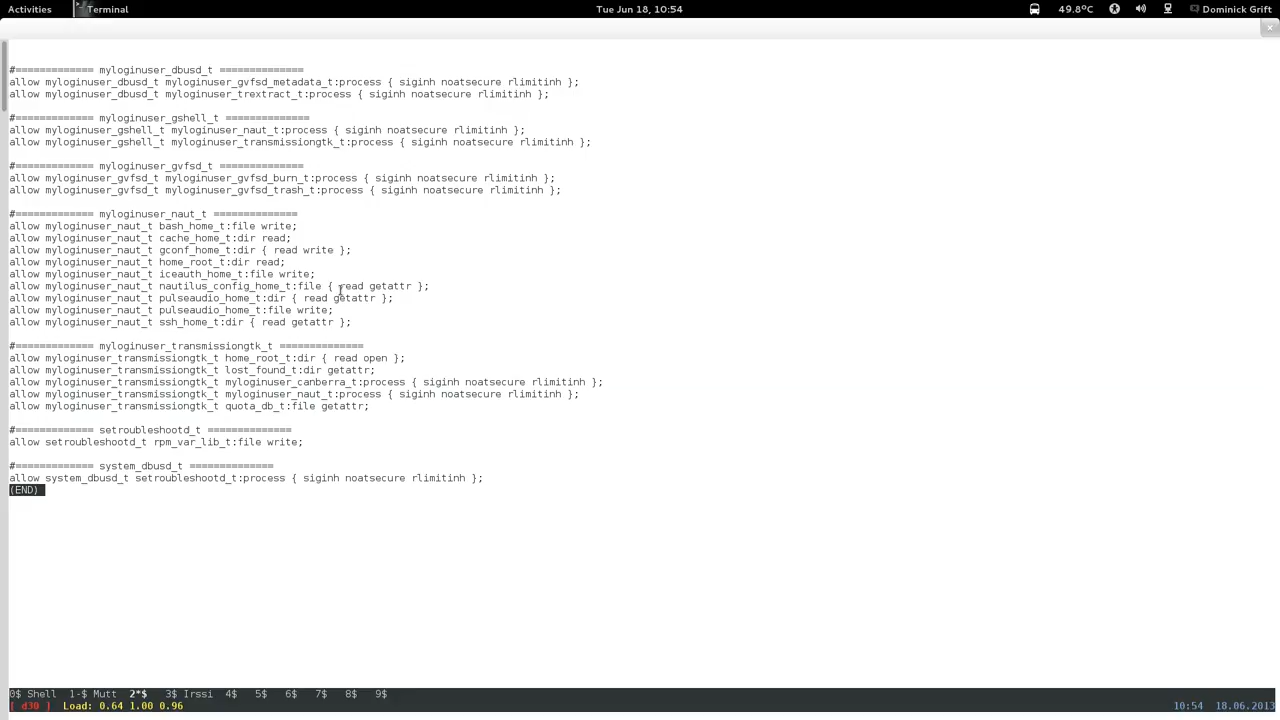 Activities Terminal Tue Jun 18, 10:54 49.8°C Dominick Grift
#============= myloginuser_dbusd_t ==============
allow myloginuser_dbusd_t myloginuser_gvfsd_metadata_t:process { siginh noatsecure rlimitinh };
allow myloginuser_dbusd_t myloginuser_trextract_t:process { siginh noatsecure rlimitinh };
#============= myloginuser_gshell_t ==============
allow myloginuser_gshell_t myloginuser_naut_t:process { siginh noatsecure rlimitinh };
allow myloginuser_gshell_t myloginuser_transmissiongtk_t:process { siginh noatsecure rlimitinh };
#============= myloginuser_gvfsd_t ==============
allow myloginuser_gvfsd_t myloginuser_gvfsd_burn_t:process { siginh noatsecure rlimitinh };
allow myloginuser_gvfsd_t myloginuser_gvfsd_trash_t:process { siginh noatsecure rlimitinh };
#============= myloginuser_naut_t ==============
allow myloginuser_naut_t bash_home_t:file write;
allow myloginuser_naut_t cache_home_t:dir read;
allow myloginuser_naut_t gconf_home_t:dir { read write };
allow myloginuser_naut_t home_root_t:dir read;
allow myloginuser_naut_t iceauth_home_t:file write;
allow myloginuser_naut_t nautilus_config_home_t:file { read getattr };
allow myloginuser_naut_t pulseaudio_home_t:dir { read getattr };
allow myloginuser_naut_t pulseaudio_home_t:file write;
allow myloginuser_naut_t ssh_home_t:dir { read getattr };
#============= myloginuser_transmissiongtk_t ==============
allow myloginuser_transmissiongtk_t home_root_t:dir { read open };
allow myloginuser_transmissiongtk_t lost_found_t:dir getattr;
allow myloginuser_transmissiongtk_t myloginuser_canberra_t:process { siginh noatsecure rlimitinh };
allow myloginuser_transmissiongtk_t myloginuser_naut_t:process { siginh noatsecure rlimitinh };
allow myloginuser_transmissiongtk_t quota_db_t:file getattr;
#============= setroubleshootd_t ==============
allow setroubleshootd_t rpm_var_lib_t:file write;
#============= system_dbusd_t ==============
allow system_dbusd_t setroubleshootd_t:process { siginh noatsecure rlimitinh };
(END)
0$ Shell 1-$ Mutt 2*$ 3$ Irssi 4$ 5$ 6$ 7$ 8$ 9$
[ d30 ] Load: 0.64 1.00 0.96 10:54 18.06.2013